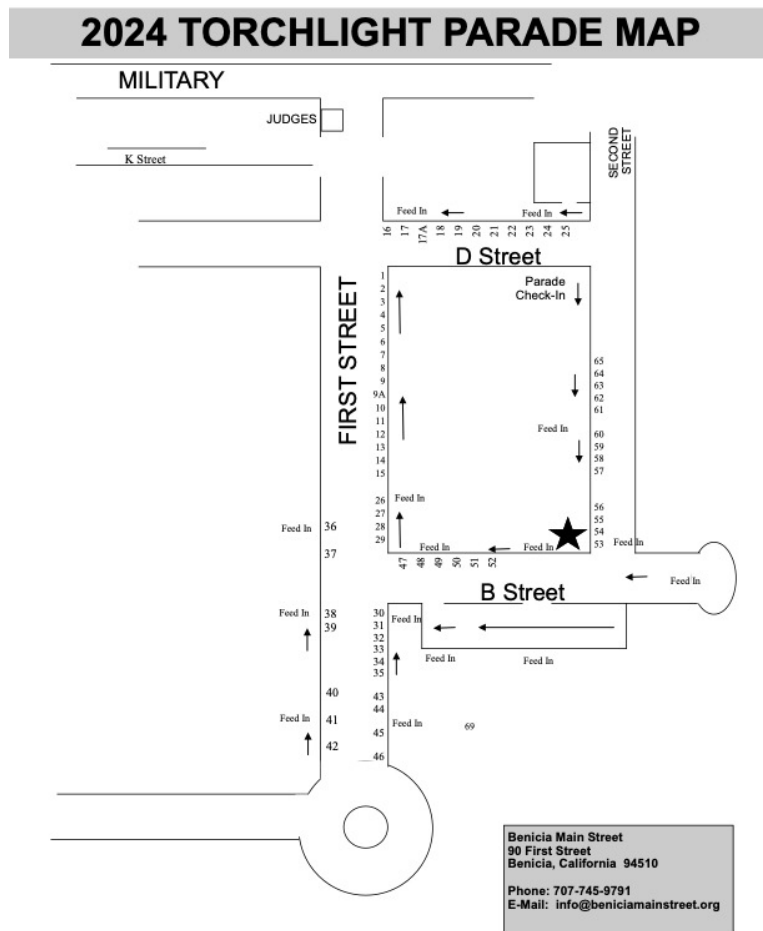 2024 TORCHLIGHT PARADE MAP
MILITARY
JUDGES
K Street
SECOND
STREET
Feed In
Feed In
16
17
17A
18
19
20
21
22
23
24
25
D Street
Parade
Check-In
FIRST STREET
1
2
3
4
5
6
7
8
9
9A
10
11
12
13
14
15
65
64
63
62
61
Feed In
60
59
58
57
26
Feed In
27
28
29
56
55
54
53
Feed In
Feed In
36
37
Feed In
Feed In
47
48
49
50
51
52
B Street
Feed In
Feed In
38
39
30
31
32
33
34
35
Feed In
Feed In
Feed In
40
Feed In
41
42
43
44
45
46
Feed In
69
Benicia Main Street
90 First Street
Benicia, California 94510
Phone: 707-745-9791
E-Mail: info@beniciamainstreet.org